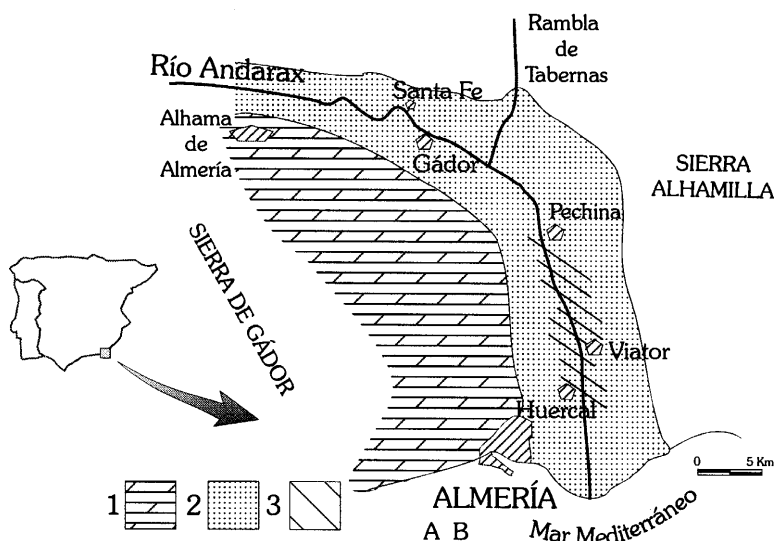 Rambla
de
Tabernas
Río Andarax
Santa Fe
Alhama
de
Almería
Gádor
SIERRA
ALHAMILLA
Pechina
SIERRA DE GÁDOR
Viator
Huercal
0 5 Km
1 2 3
ALMERÍA
A B
Mar Mediterráneo